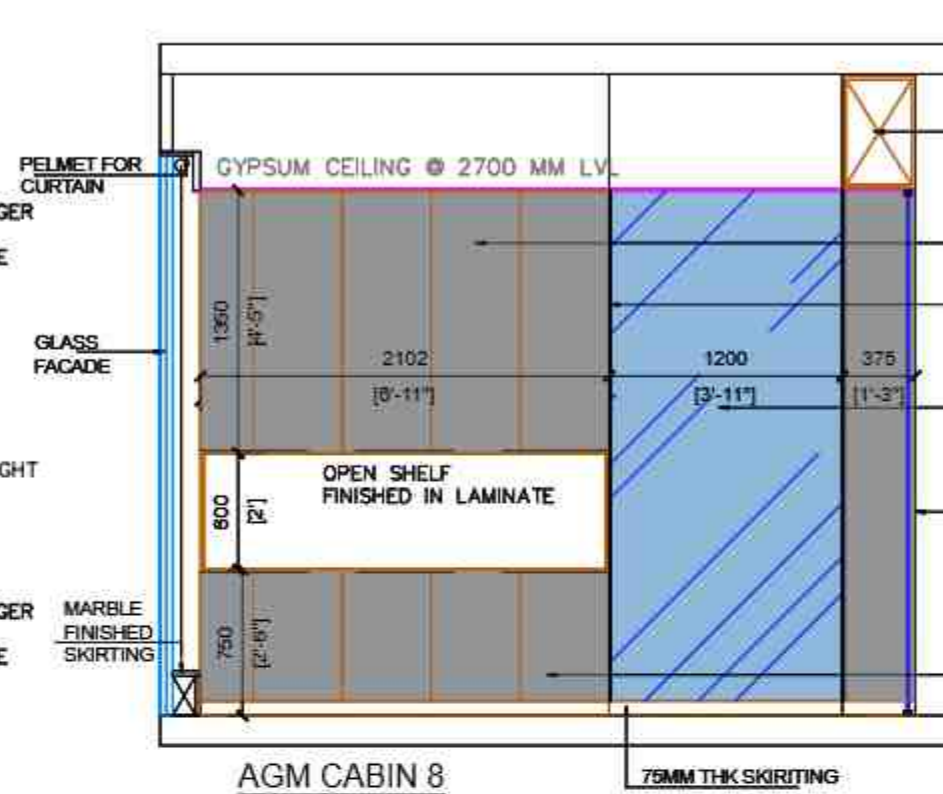 GYPSUM CEILING @ 2700 MM LVL
PELMET FOR
CURTAIN
GER
E
1350
[4'-5"]
GLASS
FACADE
2102
[6'-11"]
1200
[3'-11"]
375
[1'-3"]
GHT
OPEN SHELF
FINISHED IN LAMINATE
600
[2']
GER
E
MARBLE
FINISHED
SKIRTING
750
[2'-6"]
AGM CABIN 8
75MM THK SKIRITING